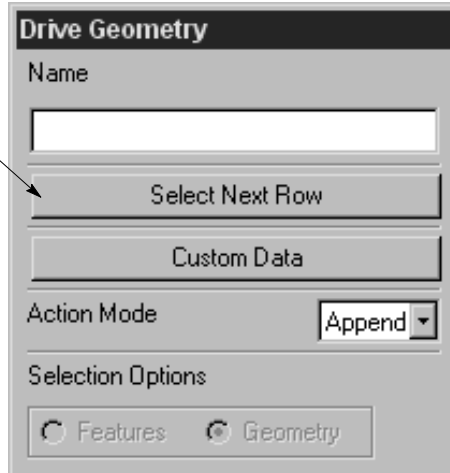 Drive Geometry
Name
Select Next Row
Custom Data
Action Mode Append
Selection Options
Features Geometry